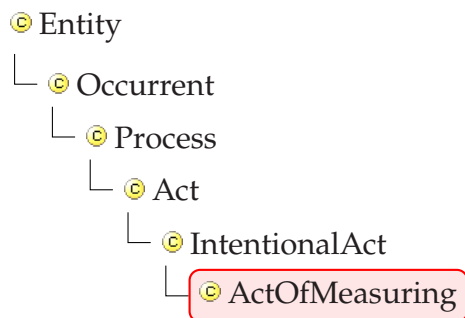 Entity
Occurrent
Process
Act
IntentionalAct
ActOfMeasuring